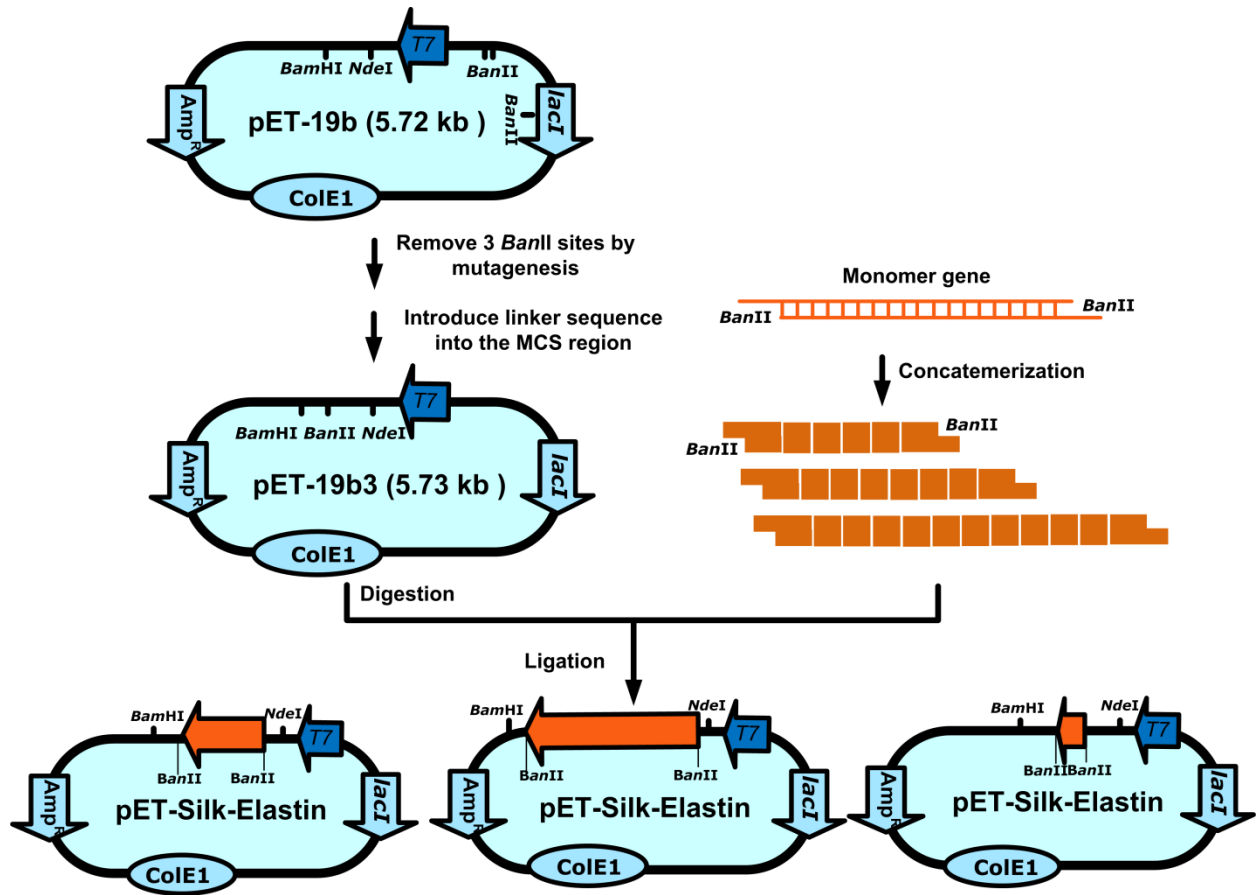 T7
BamHI NdeI
BanII
BanII
AmpR
lacI
pET-19b (5.72 kb )
ColE1
Remove 3 BanII sites by
mutagenesis
Introduce linker sequence
into the MCS region
Monomer gene
BanII
BanII
Concatemerization
BanII
BanII
T7
BamHI BanII NdeI
AmpR
lacI
pET-19b3 (5.73 kb )
ColE1
Digestion
Ligation
BamHI
NdeI
T7
BanII
BanII
AmpR
lacI
pET-Silk-Elastin
ColE1
BamHI
NdeI
T7
BanII
BanII
AmpR
lacI
pET-Silk-Elastin
ColE1
BamHI
NdeI
T7
BanII
BanII
AmpR
lacI
pET-Silk-Elastin
ColE1